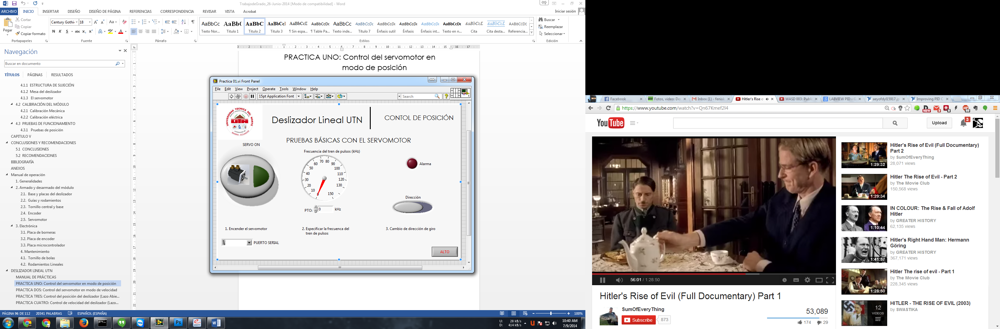 TrabajodeGrado_26-Junio-2014 [Modo de compatibilidad] - Word
ARCHIVO INICIO INSERTAR DISEÑO DISEÑO DE PÁGINA REFERENCIAS CORRESPONDENCIA REVISAR VISTA Acrobat Iniciar sesión
Pegar
Cortar
Copiar
Copiar formato
Century Gothi 18
N K S abc x₂ x²
AaBbCc AaBb( AaBbC AaBbCcI AaBbCcD AaBbCcDc AaBbCc AaBbCcDc AaBbCcDc AaBbCcDc AaBbCcDc AaBbCcDc AaBbCcD AaBbCcD AABBCCDD
Texto Nor... Titulo 1 Titulo 2 Titulo 3 ¶ Sin espa... ¶ Table Pa... Texto inde... Título 7 Énfasis sutil Énfasis Énfasis int... Texto en n... Cita Cita desta... Referencia...
Buscar
Reemplazar
Seleccionar
Portapapeles Fuente Párrafo Estilos Edición
Navegación
Buscar en documento
TÍTULOS PÁGINAS RESULTADOS
4.1.1 ESTRUCTURA DE SUJECIÓN
4.1.2 Mesa del deslizador
4.1.3 El servomotor
4.2 CALIBRACIÓN DEL MÓDULO
4.2.1 Calibración Mecánica
4.2.2 Calibración eléctrica
4.3 PRUEBAS DE FUNCIONAMIENTO
4.3.1 Pruebas de posición
CAPITULO V
CONCLUSIONES Y RECOMENDACIONES
5.1 CONCLUSIONES
5.2 RECOMENDACIONES
BIBLIOGRAFÍA
ANEXOS
Manual de operación
1. Generalidades
2. Armado y desarmado del módulo
2.1. Base y placas del deslizador
2.2. Guías y rodamientos
2.3. Tornillo central y base
2.4. Encoder
2.5. Servomotor
3. Electrónica
3.1. Placa de borneras
3.2. Placa de encoder
3.3. Placa microcontrolador
4. Mantenimiento
4.1. Tornillo de bolas
4.2. Rodamientos Lineales
DESLIZADOR LINEAL UTN
MANUAL DE PRÁCTICAS
PRACTICA UNO: Control del servomotor en modo de posición
PRACTICA DOS: Control del servomotor en modo de velocidad
PRACTICA TRES: Control del posición del deslizador (Lazo Abie...
PRACTICA CUATRO: Control de velocidad del deslizador (Lazo...
PRACTICA UNO: Control del servomotor en
modo de posición
Practica 01.vi Front Panel
File Edit View Project Operate Tools Window Help
15pt Application Font Search
UNIVERSIDAD TECNICA DEL NORTE
UTN
IBARRA - ECUADOR
Deslizador Lineal UTN
CONTOL DE POSICIÓN
PRUEBAS BÁSICAS CON EL SERVOMOTOR
SERVO ON
Frecuencia del tren de pulsos (kHz)
0 10 20 30 40 50 60 70 80 90 100 110 120 130 150
Alarma
Dirección
PTO: 0 kHz
1. Encender el servomotor
2. Especificar la frecuenca del
tren de pulsos
3. Cambio de dirección de giro
PUERTO SERIAL
ALTO
PÁGINA 96 DE 112 20341 PALABRAS ESPAÑOL (ESPAÑA) 100%
U: 28 kB/s
D: 414 kB/s
10:40 AM
7/9/2014
Facebook
Fotos, video: Der
Inbox (1) - fenixk
Hitler's Rise o
WASD 003: Publi
LABVIEW PID - G
aeyofdyl15917.jp
Improving PID C
https://www.youtube.com/watch?v=Qn67Kmef2I4
YouTube
Upload
3
56:01 / 1:28:50
Hitler's Rise of Evil (Full Documentary) Part 1
SumOfEveryThing
Subscribe 873
53,089
174 29
Hitler's Rise of Evil (Full Documentary)
Part 2
by SumOfEveryThing
28,071 views
1:29:32
Hitler The Rise of Evil - Part 2
by The Movie Club
150,568 views
1:29:34
IN COLOUR: The Rise & Fall of Adolf
Hitler
by GREATER HISTORY
62,135 views
1:10:44
Hitler's Right Hand Man: Hermann
Göring
by GREATER HISTORY
367,171 views
1:41:57
Hitler The rise of evil - Part 1
by The Movie Club
228,345 views
1:28:50
HITLER - THE RISE OF EVIL (2003)
by SWASTIKA
12
VIDEOS